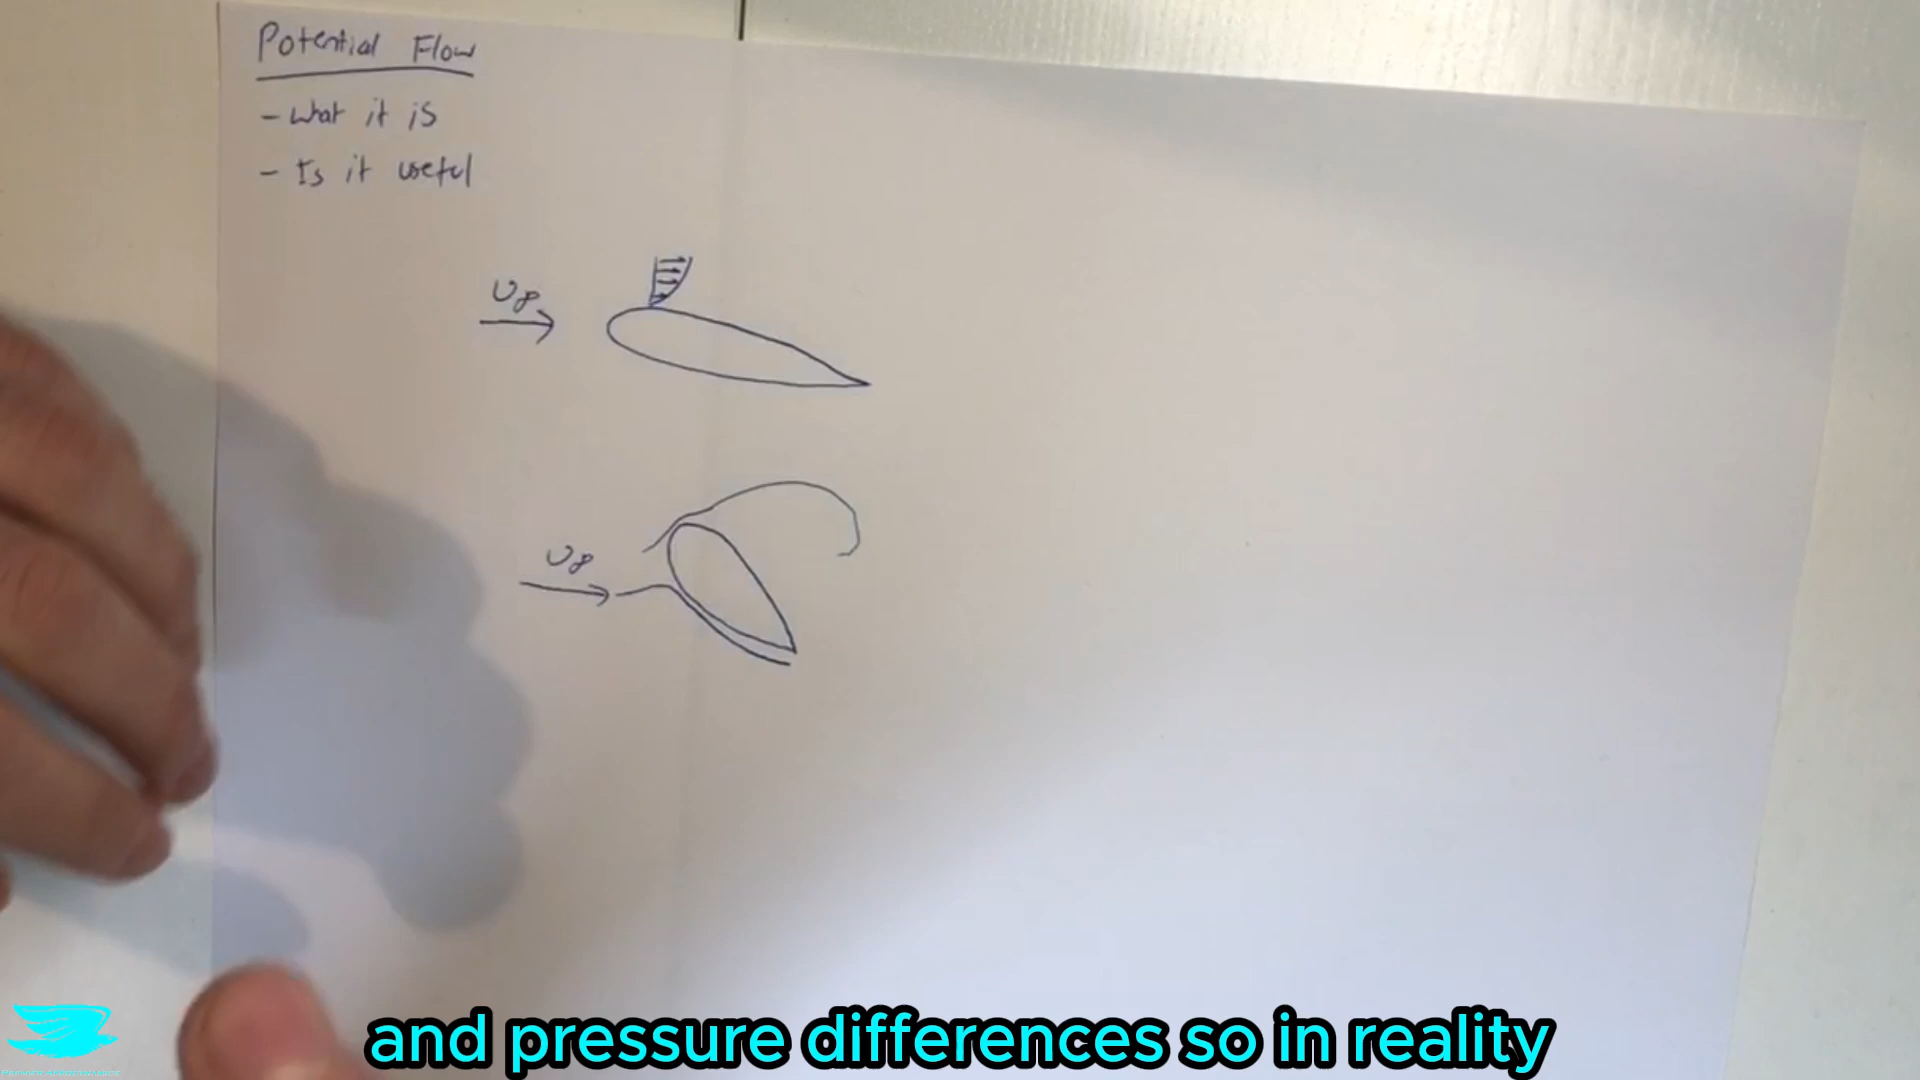 Potential Flow
- What it is
- Is it useful
U∞
U∞
and pressure differences so in reality